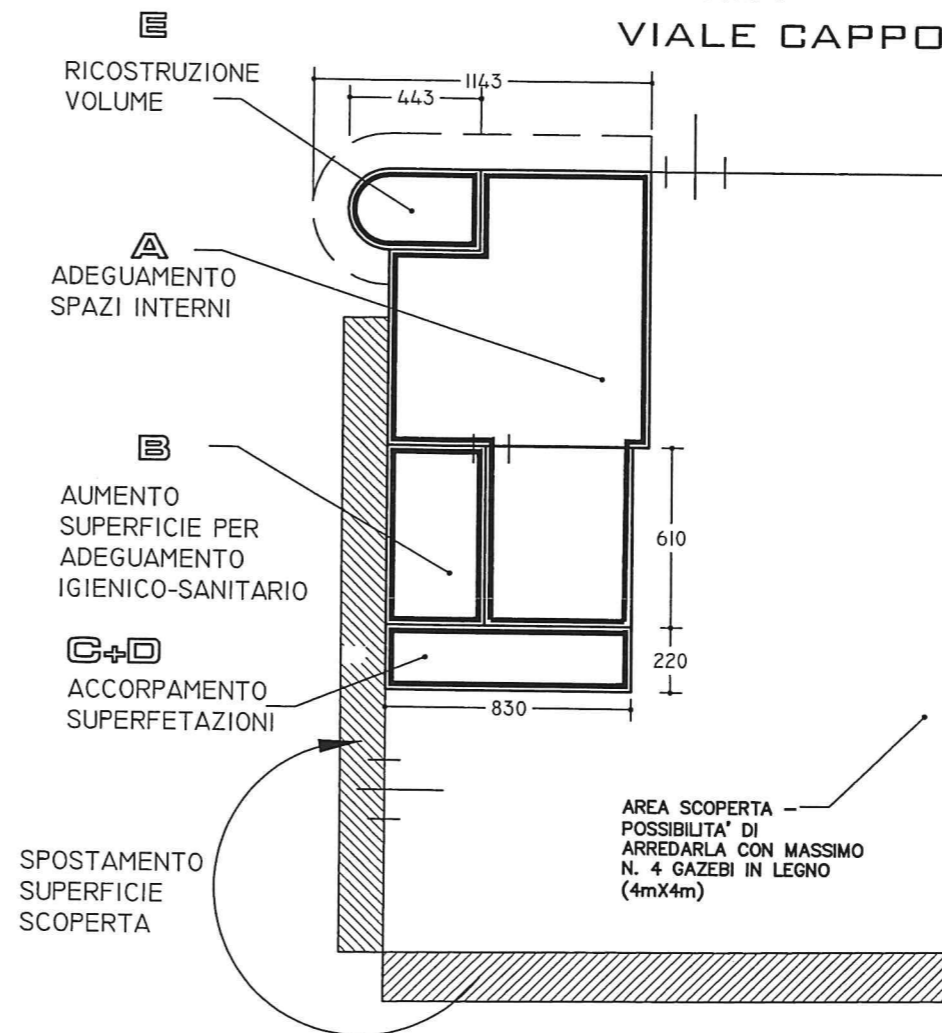 VIALE CAPPO
E
RICOSTRUZIONE
VOLUME
1143
443
A
ADEGUAMENTO
SPAZI INTERNI
B
AUMENTO
SUPERFICIE PER
ADEGUAMENTO
IGIENICO-SANITARIO
610
C+D
ACCORPAMENTO
SUPERFETAZIONI
220
830
AREA SCOPERTA -
POSSIBILITA' DI
ARREDARLA CON MASSIMO
N. 4 GAZEBI IN LEGNO
(4mX4m)
SPOSTAMENTO
SUPERFICIE
SCOPERTA